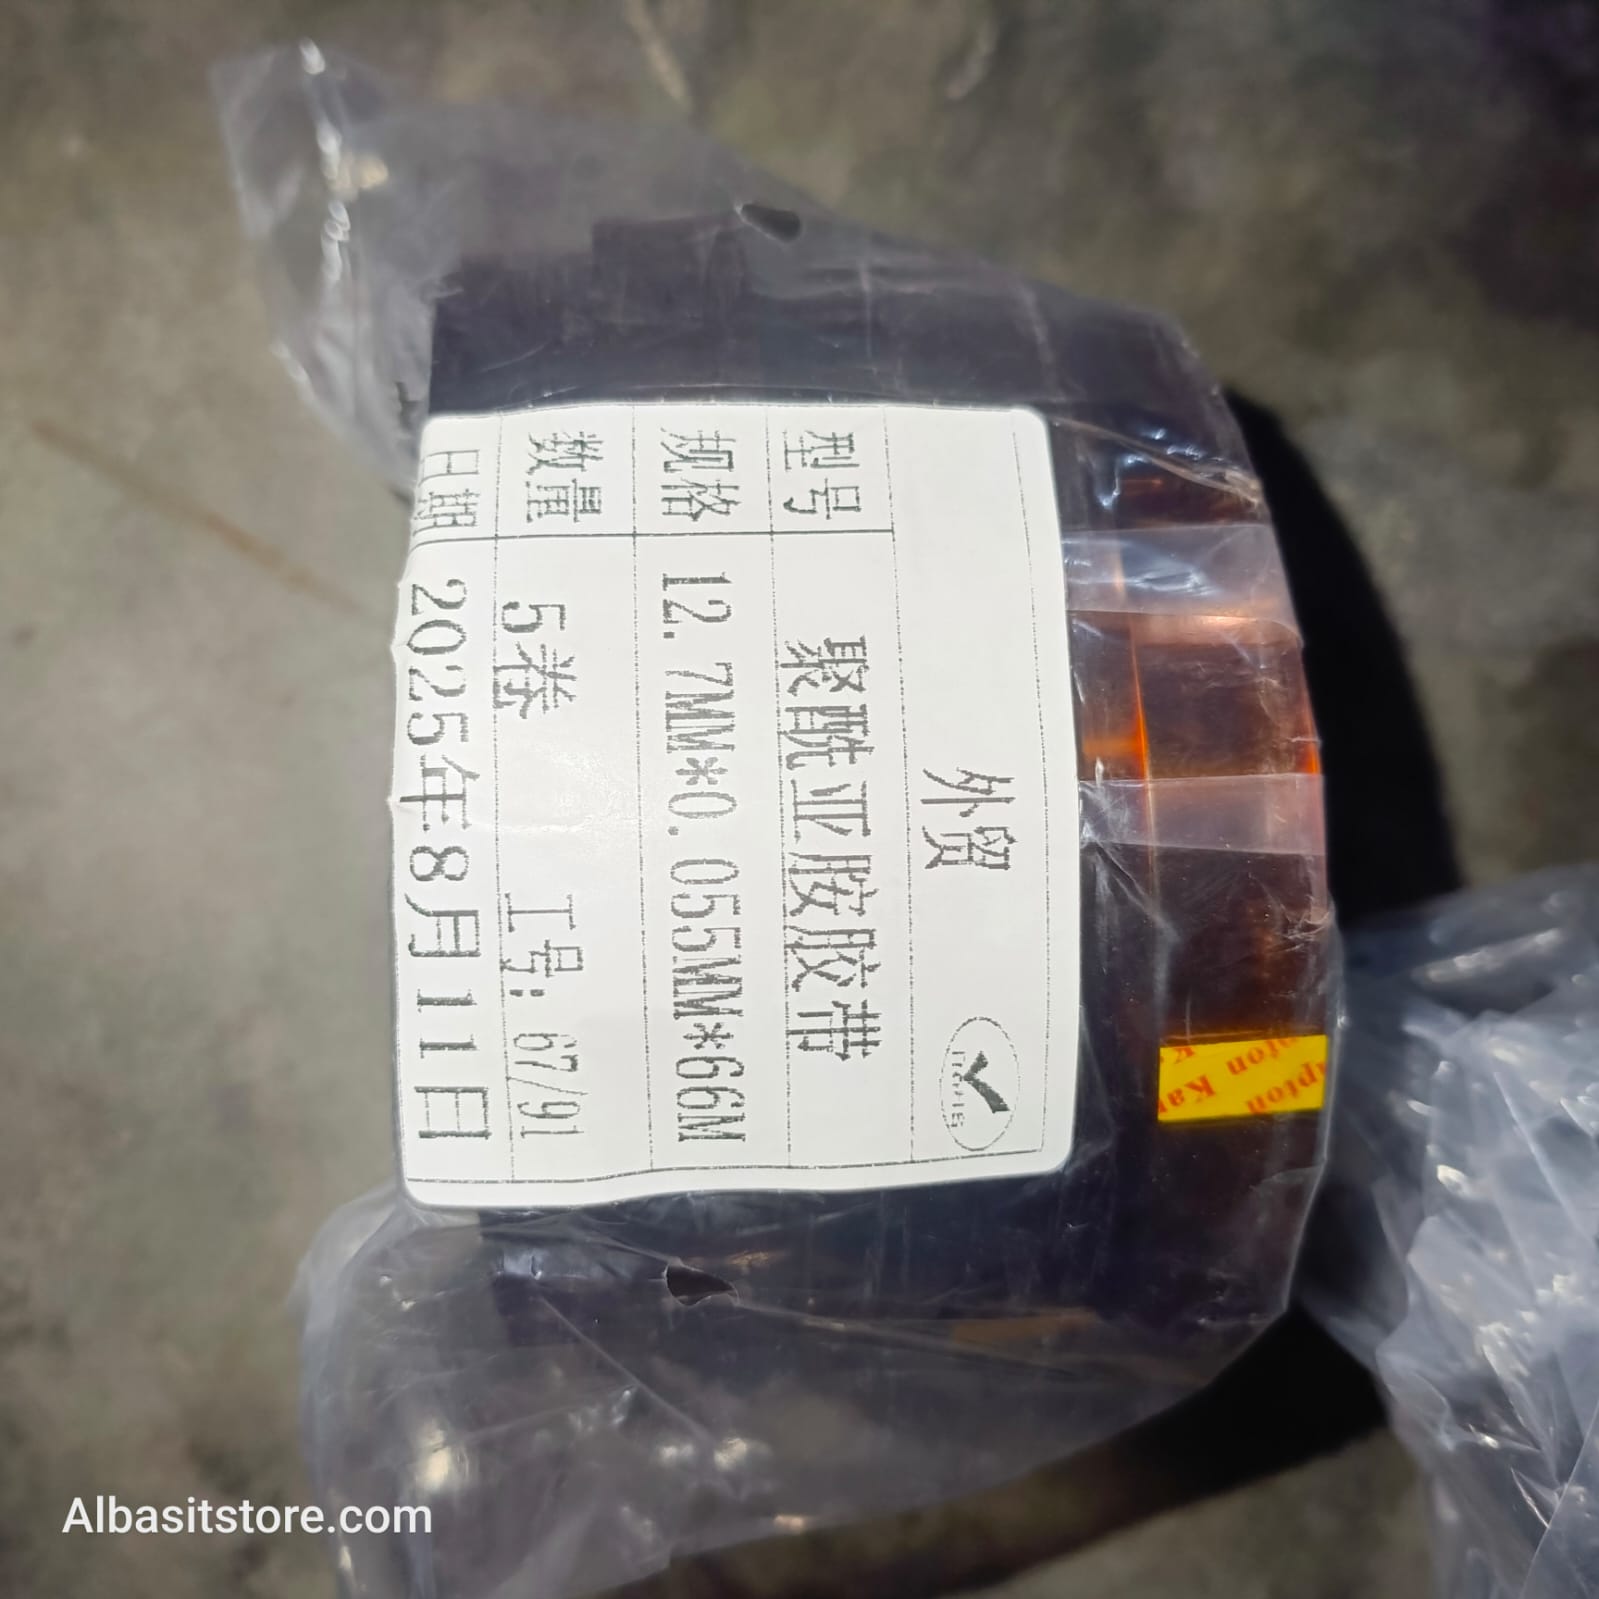 外贸
型号 聚酰亚胺胶带
规格 12.7MM*0.055MM*66M
数量 5卷 工号: 67/91
日期 2025年8月11日
Kapton
Albasitstore.com